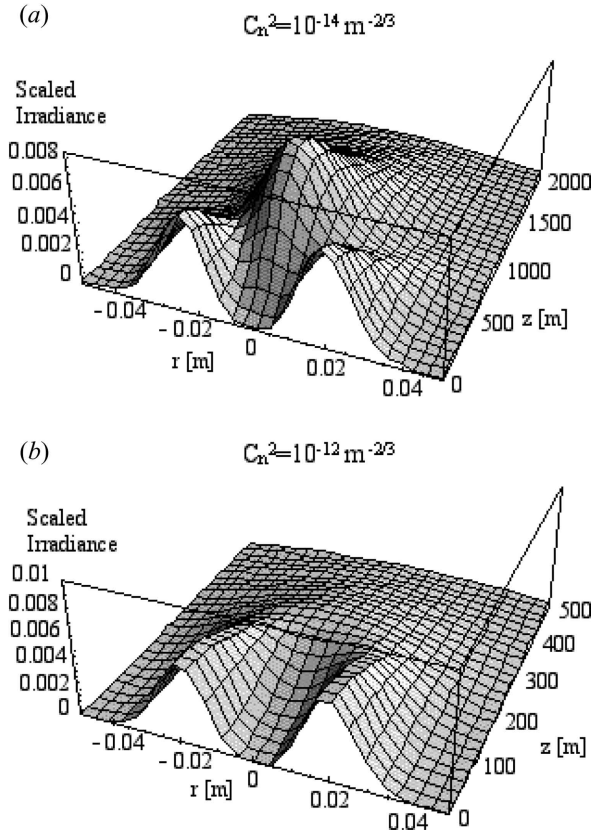 (a)
Cn²=10⁻¹⁴ m⁻²/³
Scaled
Irradiance
0.008
0.006
0.004
0.002
0
- 0.04
- 0.02
0
0.02
0.04
r [m]
0
500
1000
1500
2000
z [m]
(b)
Cn²=10⁻¹² m⁻²/³
Scaled
Irradiance
0.01
0.008
0.006
0.004
0.002
0
- 0.04
- 0.02
0
0.02
0.04
r [m]
0
100
200
300
400
500
z [m]